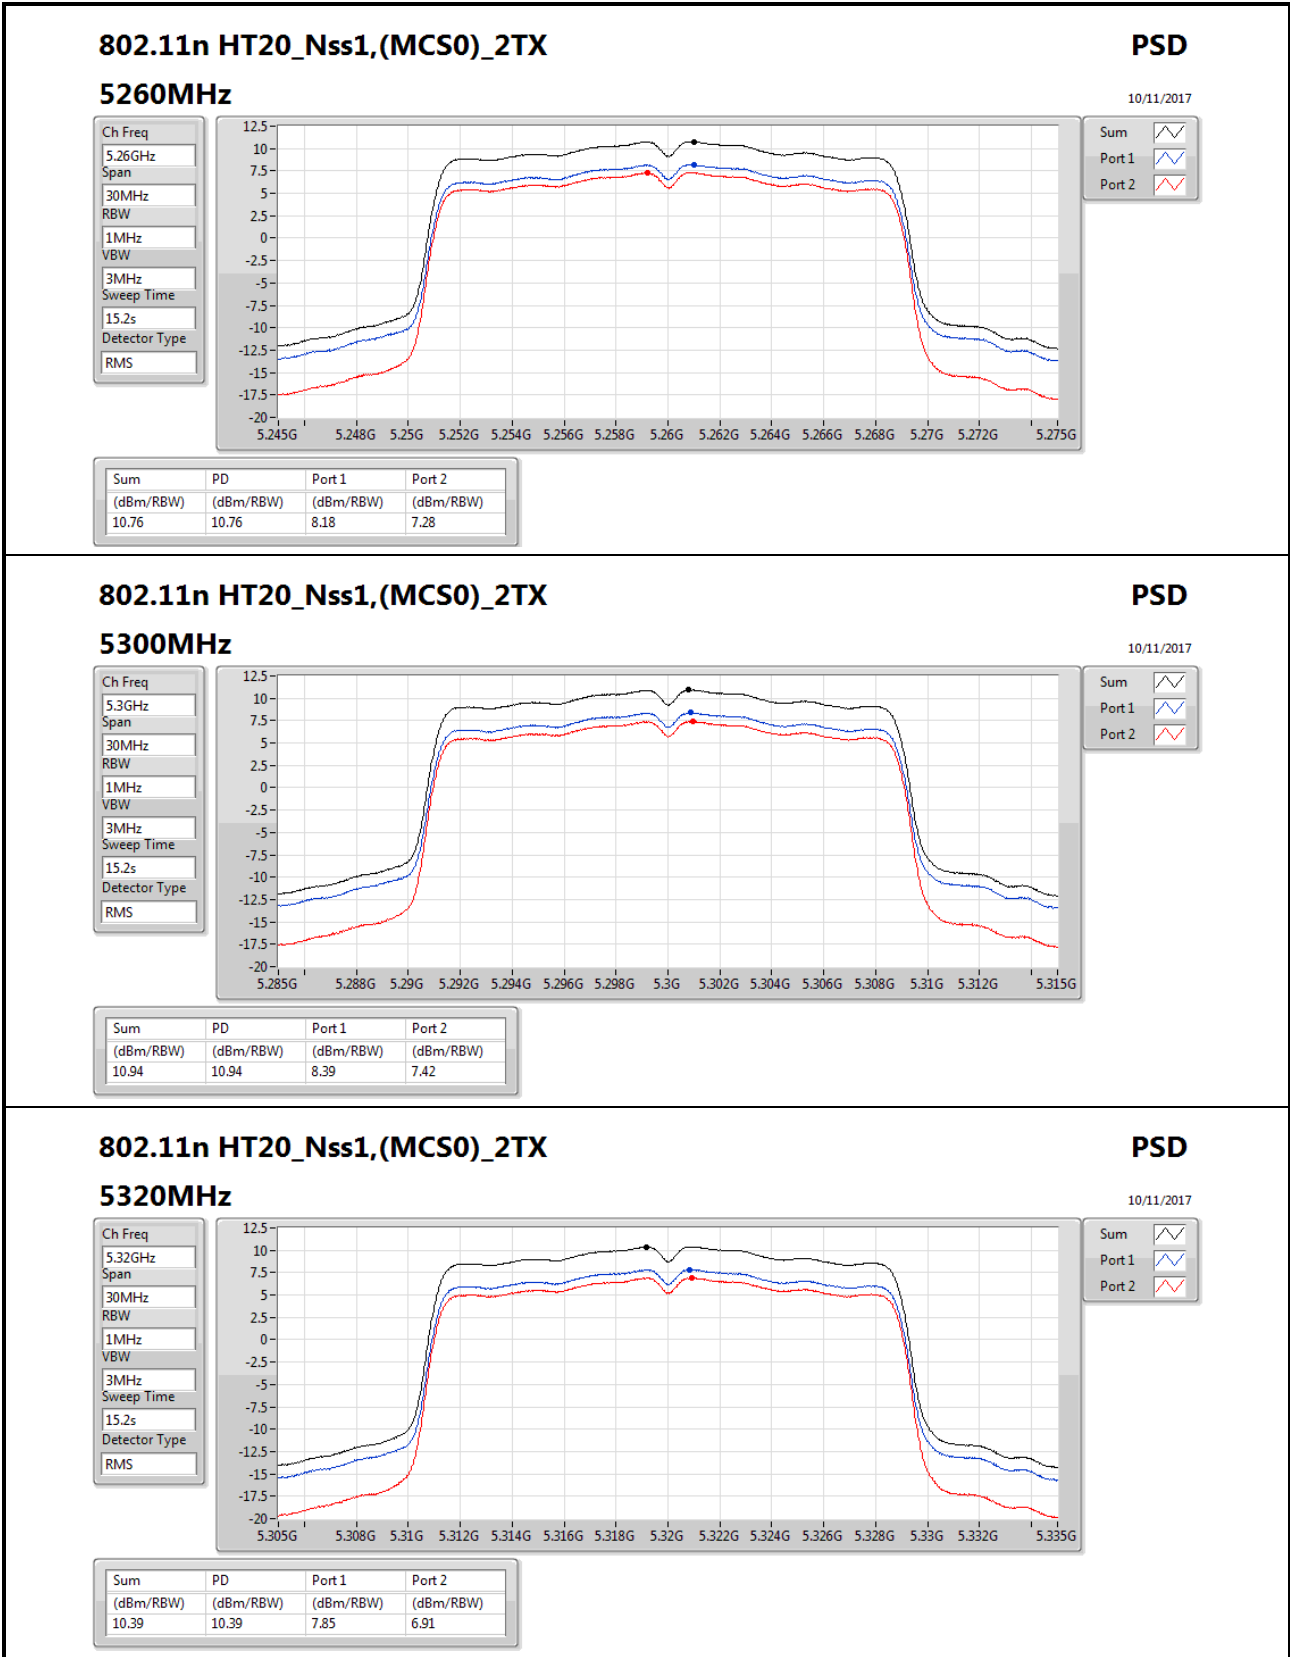 802.11n HT20_Nss1,(MCS0)_2TX PSD
5260MHz 10/11/2017
Ch Freq
5.26GHz
Span
30MHz
RBW
1MHz
VBW
3MHz
Sweep Time
15.2s
Detector Type
RMS
12.5
10
7.5
5
2.5
0
-2.5
-5
-7.5
-10
-12.5
-15
-17.5
-20
5.245G 5.248G 5.25G 5.252G 5.254G 5.256G 5.258G 5.26G 5.262G 5.264G 5.266G 5.268G 5.27G 5.272G 5.275G
Sum
Port 1
Port 2
Sum PD Port 1 Port 2
(dBm/RBW) (dBm/RBW) (dBm/RBW) (dBm/RBW)
10.76 10.76 8.18 7.28
802.11n HT20_Nss1,(MCS0)_2TX PSD
5300MHz 10/11/2017
Ch Freq
5.3GHz
Span
30MHz
RBW
1MHz
VBW
3MHz
Sweep Time
15.2s
Detector Type
RMS
12.5
10
7.5
5
2.5
0
-2.5
-5
-7.5
-10
-12.5
-15
-17.5
-20
5.285G 5.288G 5.29G 5.292G 5.294G 5.296G 5.298G 5.3G 5.302G 5.304G 5.306G 5.308G 5.31G 5.312G 5.315G
Sum
Port 1
Port 2
Sum PD Port 1 Port 2
(dBm/RBW) (dBm/RBW) (dBm/RBW) (dBm/RBW)
10.94 10.94 8.39 7.42
802.11n HT20_Nss1,(MCS0)_2TX PSD
5320MHz 10/11/2017
Ch Freq
5.32GHz
Span
30MHz
RBW
1MHz
VBW
3MHz
Sweep Time
15.2s
Detector Type
RMS
12.5
10
7.5
5
2.5
0
-2.5
-5
-7.5
-10
-12.5
-15
-17.5
-20
5.305G 5.308G 5.31G 5.312G 5.314G 5.316G 5.318G 5.32G 5.322G 5.324G 5.326G 5.328G 5.33G 5.332G 5.335G
Sum
Port 1
Port 2
Sum PD Port 1 Port 2
(dBm/RBW) (dBm/RBW) (dBm/RBW) (dBm/RBW)
10.39 10.39 7.85 6.91